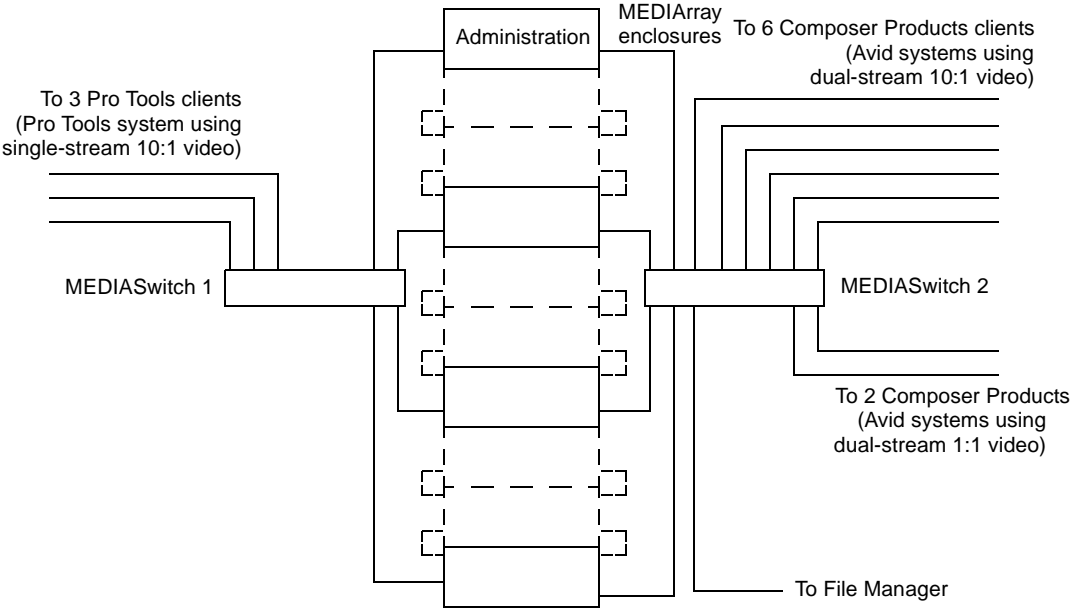 Administration
MEDIArray
enclosures
To 6 Composer Products clients
(Avid systems using
dual-stream 10:1 video)
To 3 Pro Tools clients
(Pro Tools system using
single-stream 10:1 video)
MEDIASwitch 1
MEDIASwitch 2
To 2 Composer Products
(Avid systems using
dual-stream 1:1 video)
To File Manager